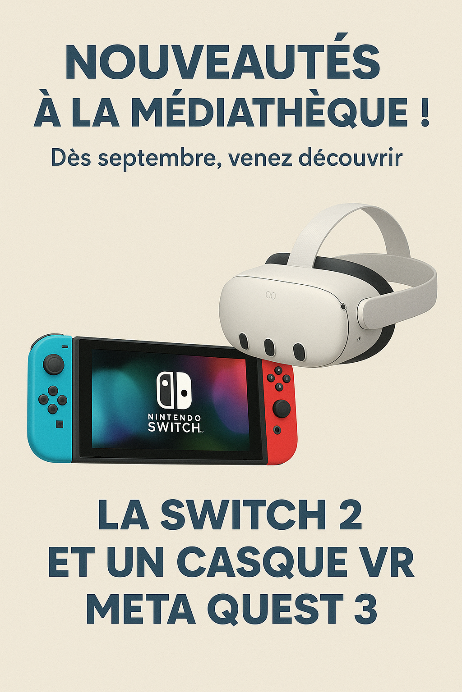 NOUVEAUTÉS
À LA MÉDIATHÈQUE !
Dès septembre, venez découvrir
NINTENDO
SWITCH
LA SWITCH 2
ET UN CASQUE VR
META QUEST 3